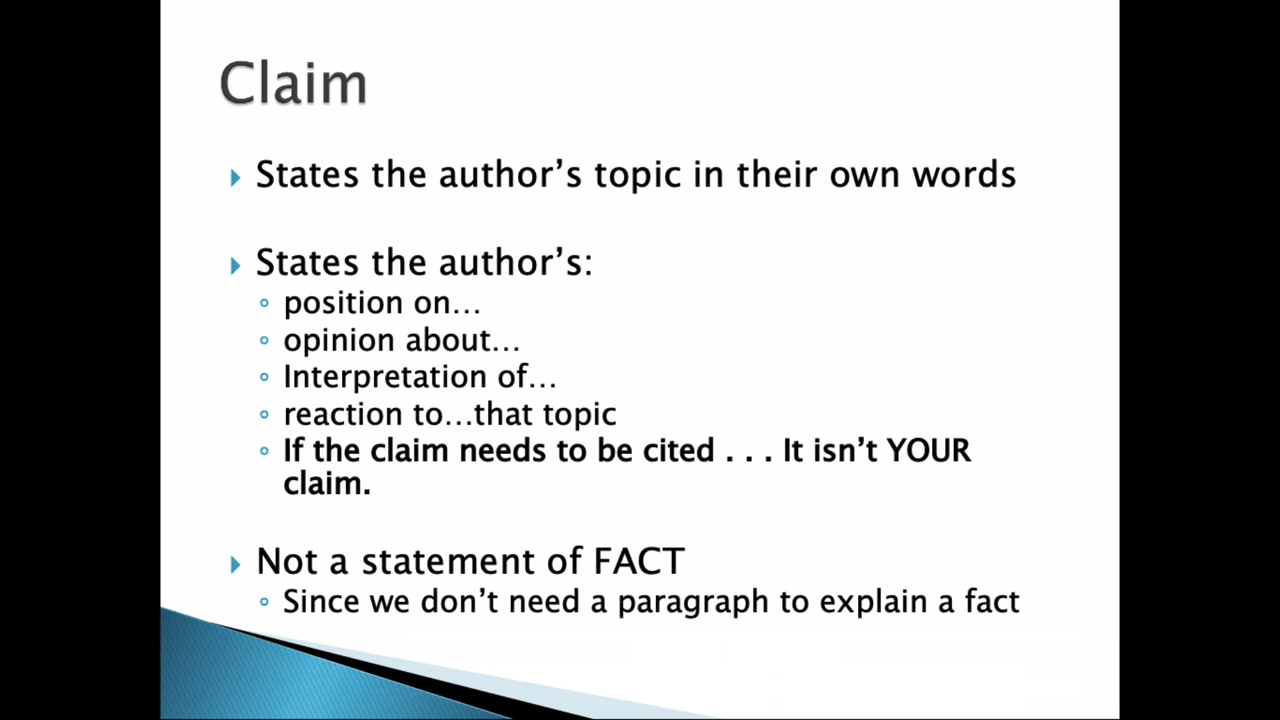 Claim
States the author's topic in their own words
States the author's:
position on…
opinion about…
Interpretation of…
reaction to…that topic
If the claim needs to be cited . . . It isn't YOUR
claim.
Not a statement of FACT
Since we don't need a paragraph to explain a fact